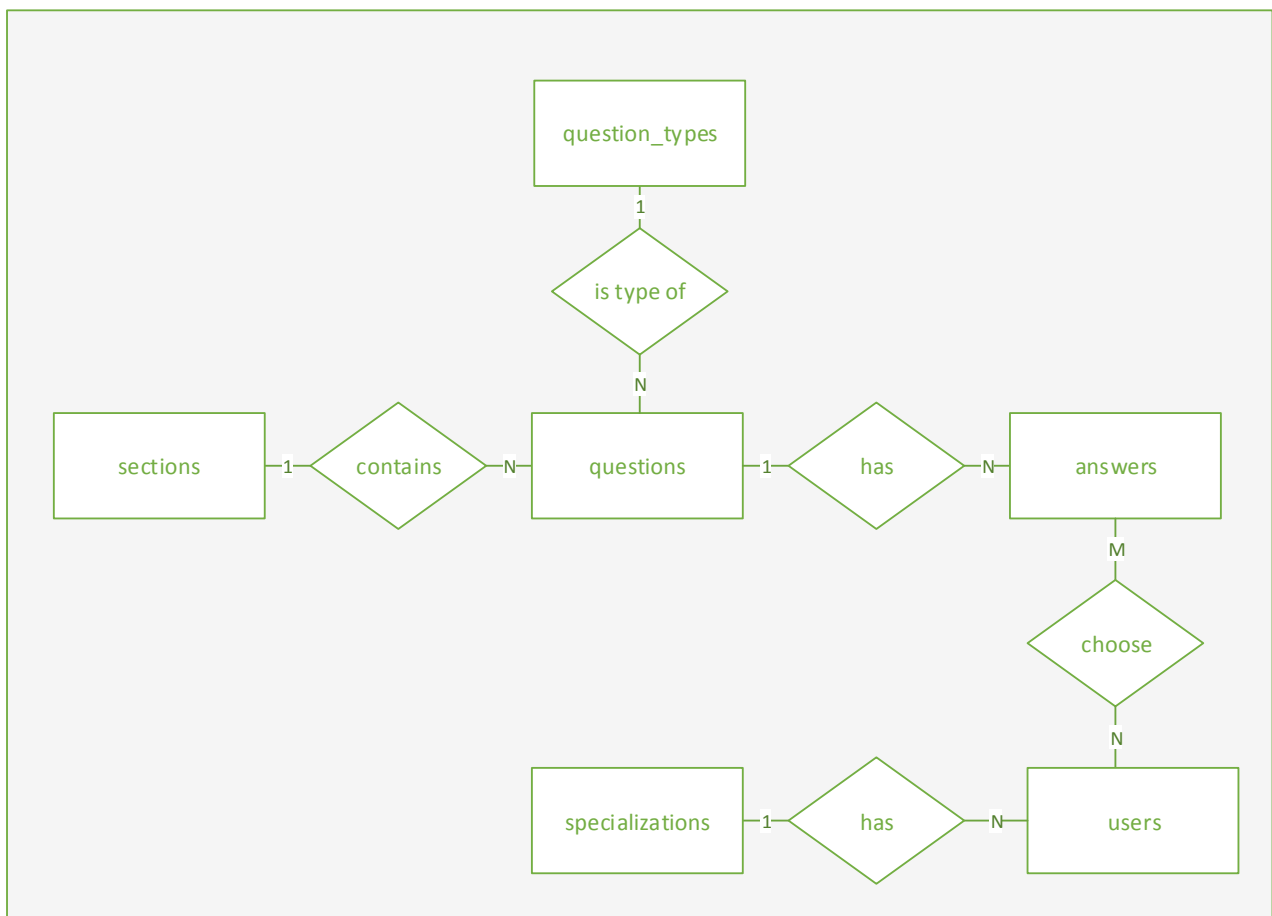 question_types
1
is type of
N
sections
1
contains
N
questions
1
has
N
answers
M
choose
N
specializations
1
has
N
users